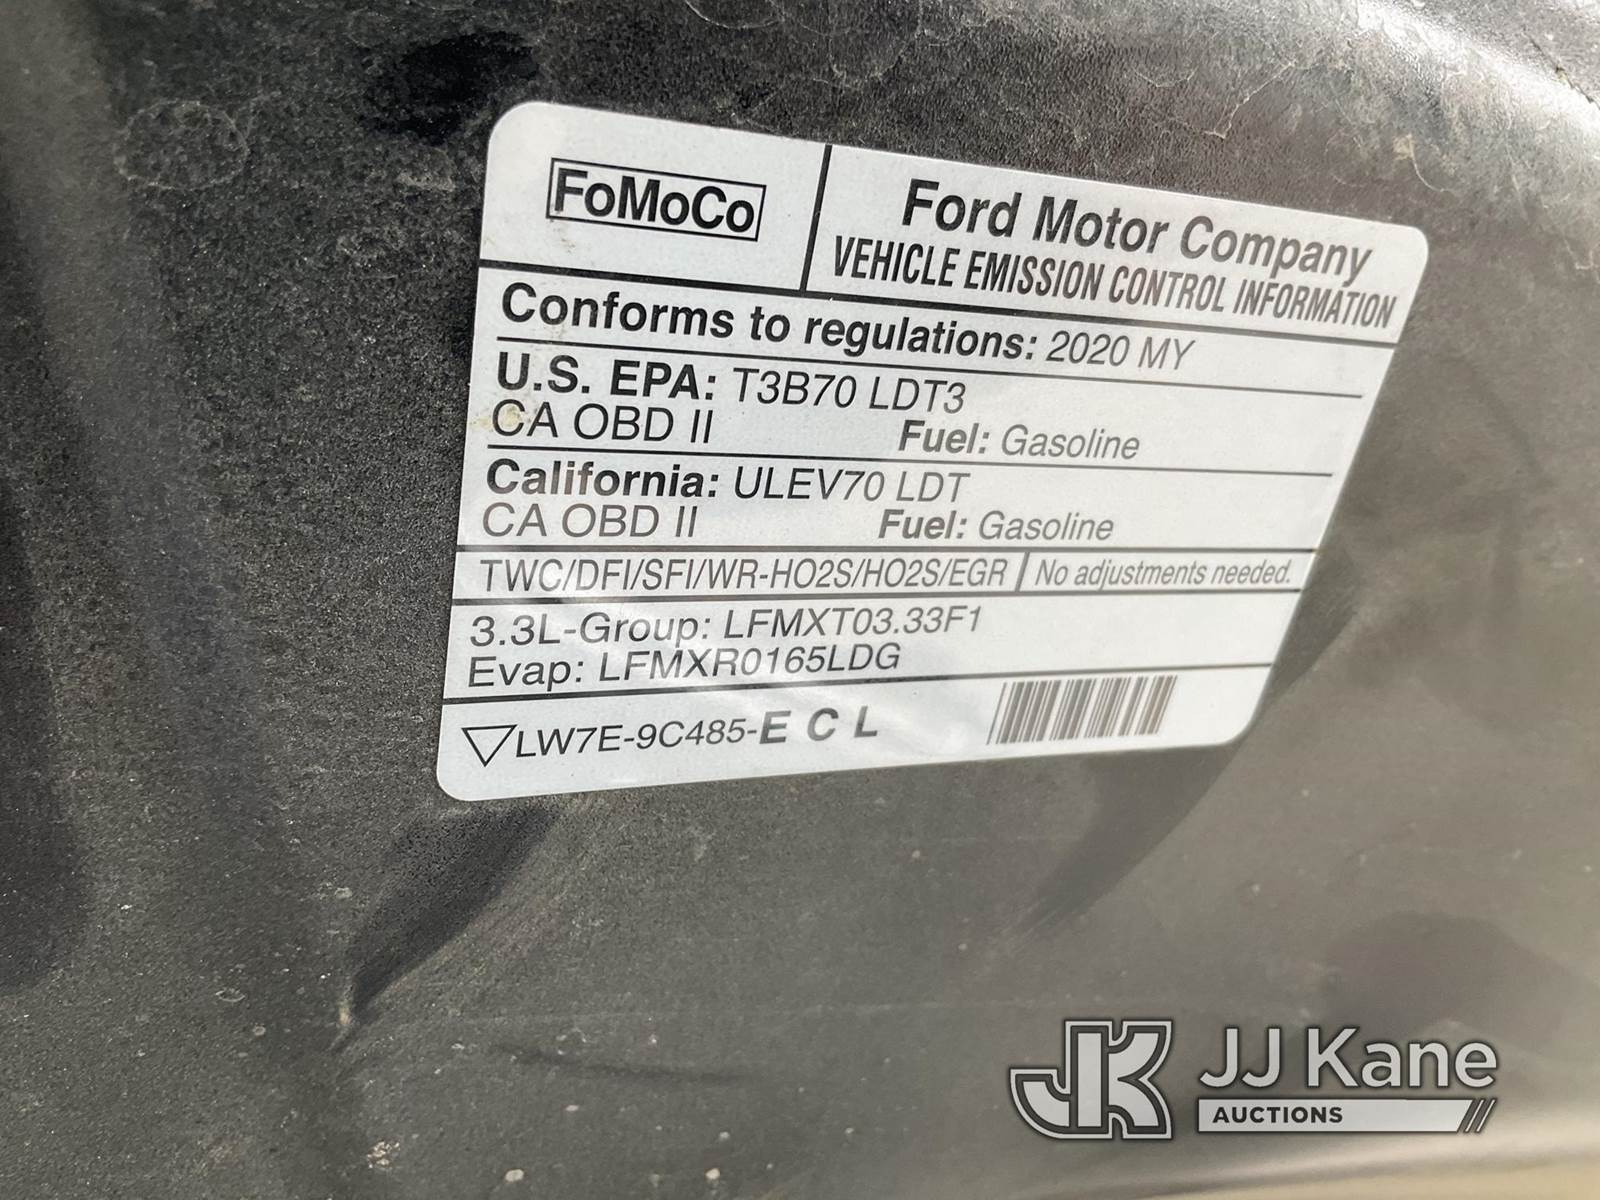 FoMoCo
Ford Motor Company
VEHICLE EMISSION CONTROL INFORMATION
Conforms to regulations: 2020 MY
U.S. EPA: T3B70 LDT3
CA OBD II Fuel: Gasoline
California: ULEV70 LDT
CA OBD II Fuel: Gasoline
TWC/DFI/SFI/WR-HO2S/HO2S/EGR No adjustments needed.
3.3L-Group: LFMXT03.33F1
Evap: LFMXR0165LDG
LW7E-9C485-E C L
JK JJ Kane
AUCTIONS